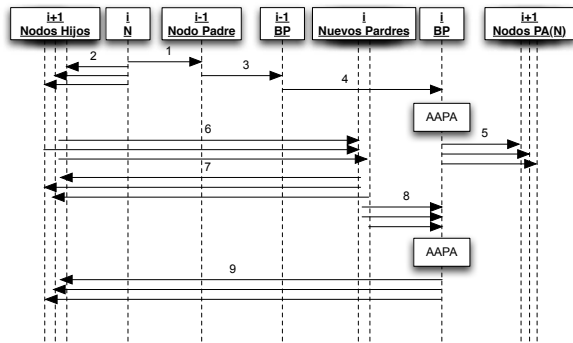 i+1
Nodos Hijos
i
N
i-1
Nodo Padre
i-1
BP
i
Nuevos Pardres
i
BP
i+1
Nodos PA(N)
1
2
3
4
AAPA
5
6
7
8
AAPA
9